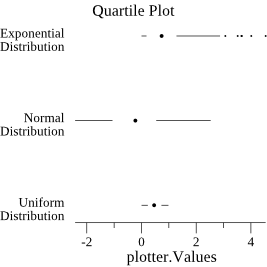 Quartile Plot
Exponential
Distribution
Normal
Distribution
Uniform
Distribution
-2 0 2 4
plotter.Values